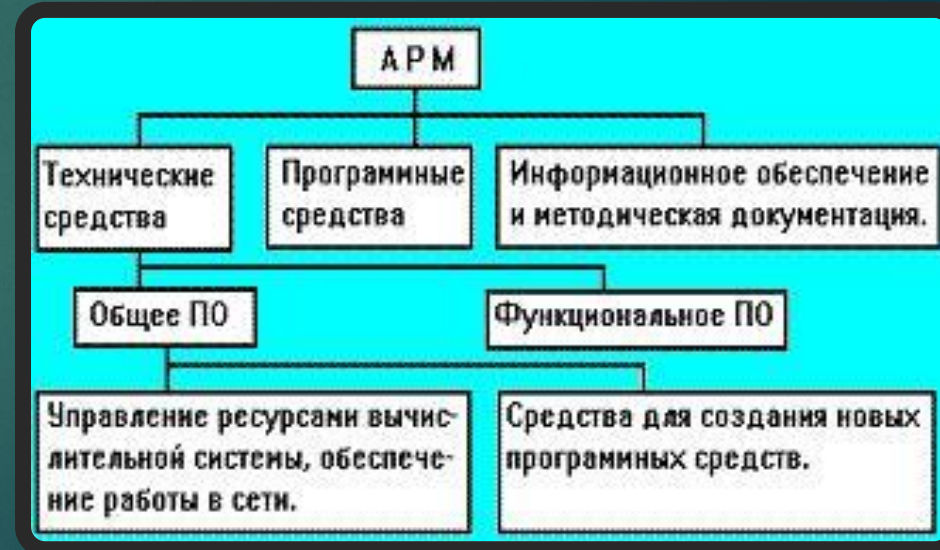 АРМ
Технические
средства
Програмные
средства
Информационное обеспечение
и методическая документация.
Общее ПО
Функциональное ПО
Управление ресурсами вычис-
лительной системы, обеспече-
ние работы в сети.
Средства для создания новых
програмных средств.